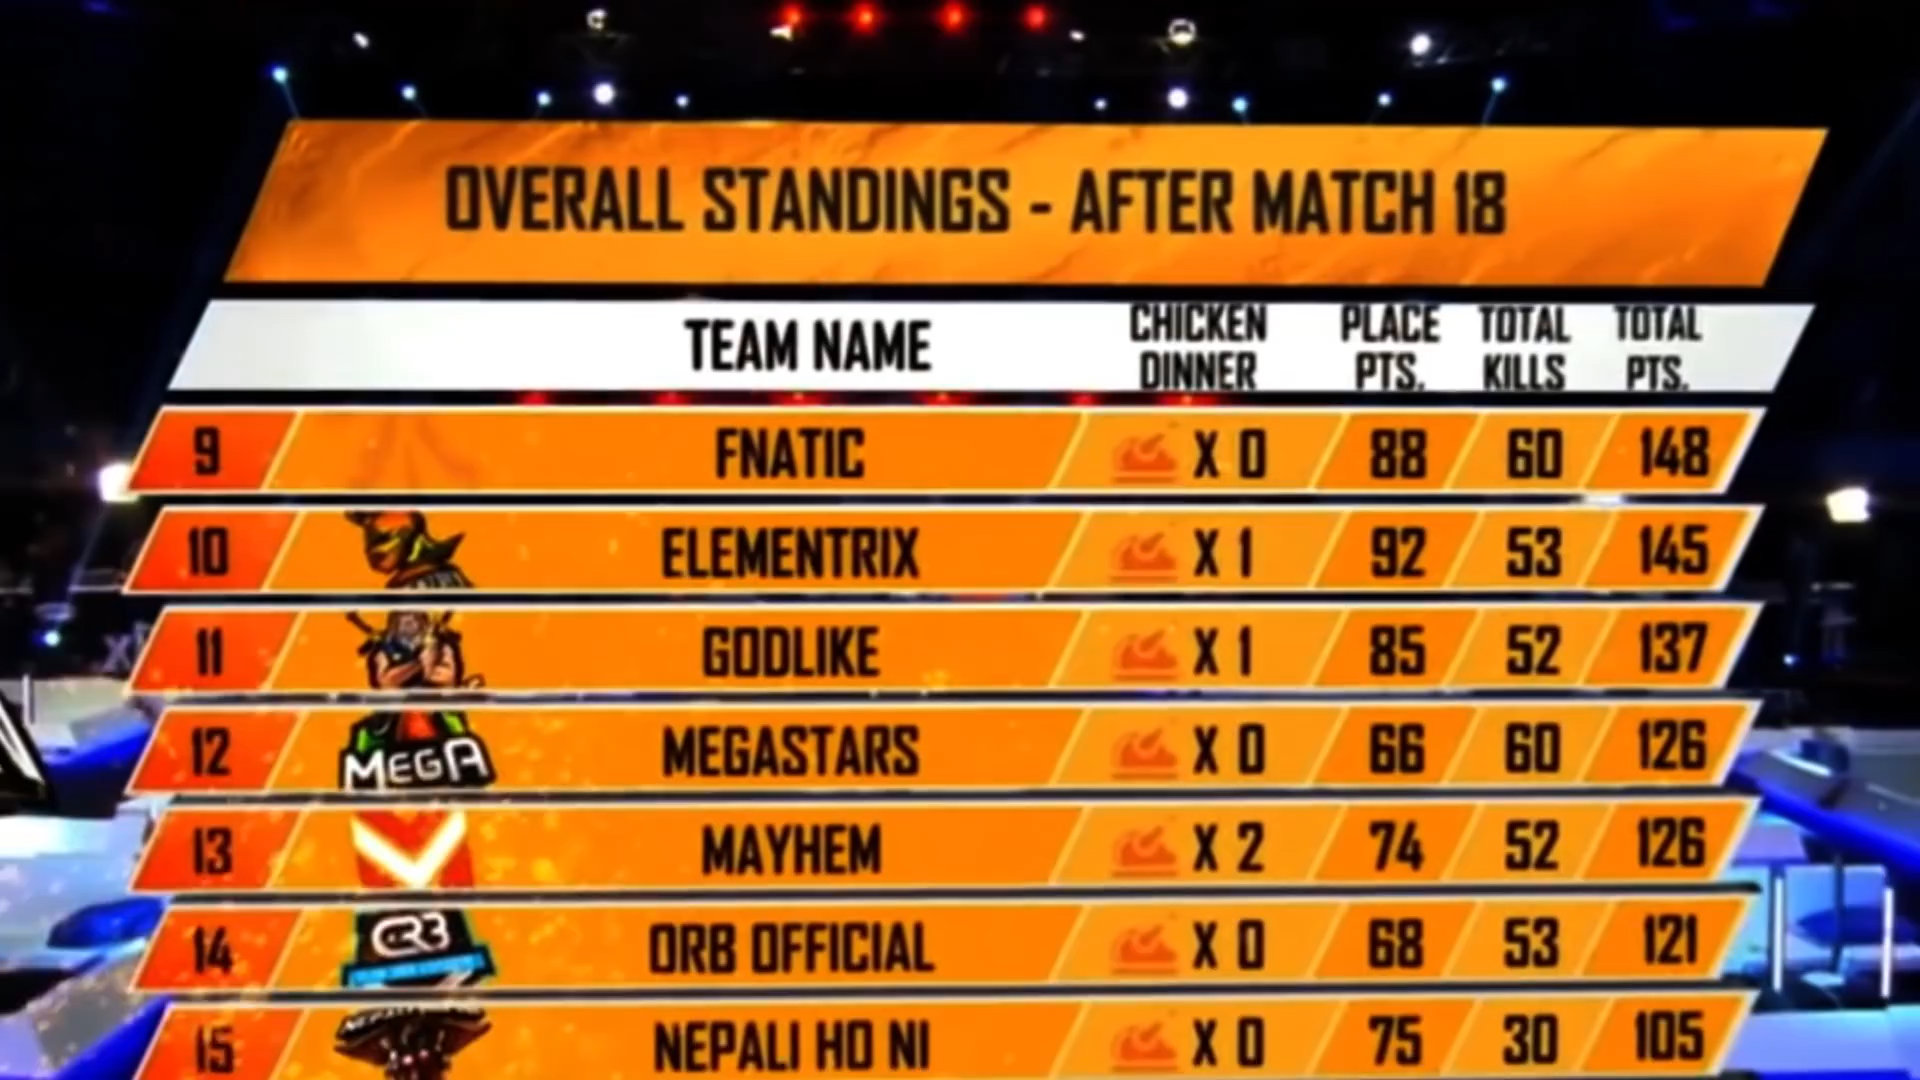 OVERALL STANDINGS - AFTER MATCH 18
TEAM NAME CHICKEN DINNER PLACE PTS. TOTAL KILLS TOTAL PTS.
9 FNATIC X 0 88 60 148
10 ELEMENTRIX X 1 92 53 145
11 GODLIKE X 1 85 52 137
12 MEGA MEGASTARS X 0 66 60 126
13 MAYHEM X 2 74 52 126
14 ORB OFFICIAL X 0 68 53 121
15 NEPALI HO NI X 0 75 30 105